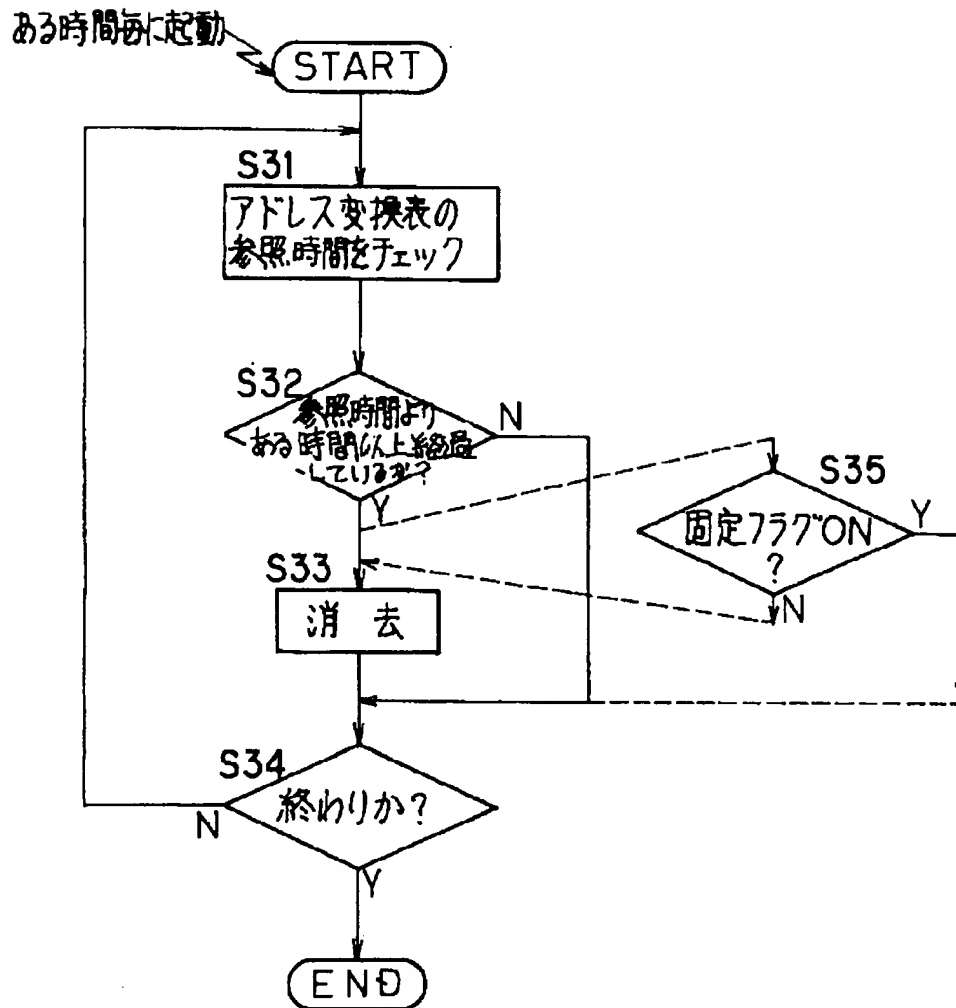 ある時間毎に起動
START
S31
アドレス変換表の
参照時間をチェック
S32
参照時間より
ある時間以上経過
しているか?
N
Y
S35
固定フラグON
?
Y
N
S33
消去
S34
終わりか?
N
Y
END